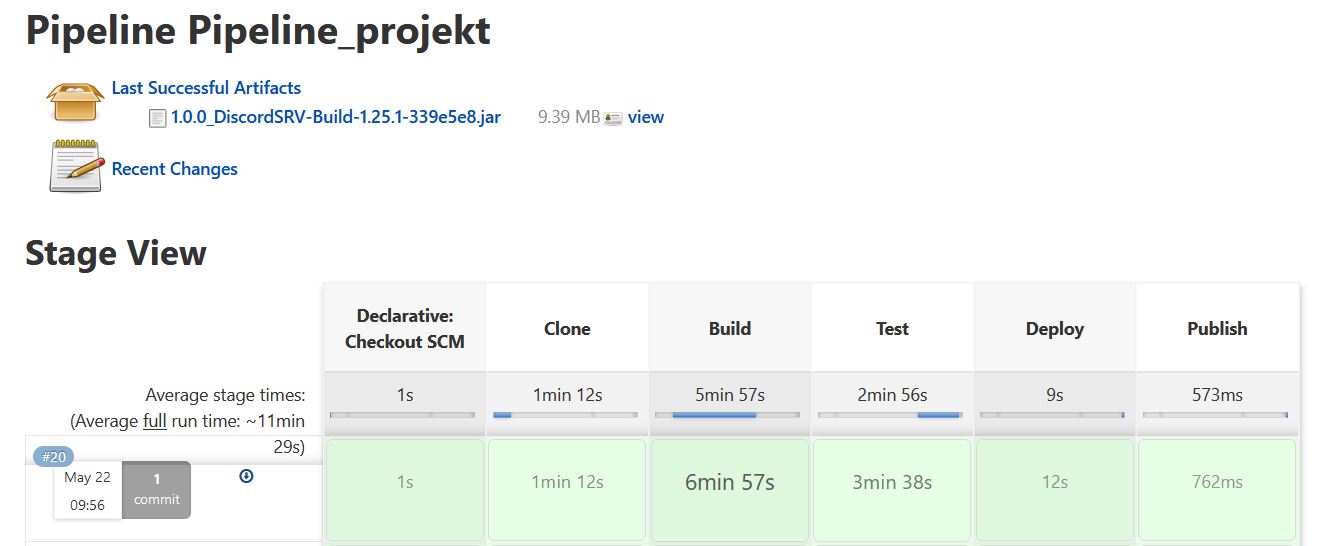 Pipeline Pipeline_projekt
Last Successful Artifacts
1.0.0_DiscordSRV-Build-1.25.1-339e5e8.jar 9.39 MB view
Recent Changes
Stage View
Declarative: Checkout SCM Clone Build Test Deploy Publish
Average stage times: 1s 1min 12s 5min 57s 2min 56s 9s 573ms
(Average full run time: ~11min
29s)
#20
May 22 09:56 1 commit 1s 1min 12s 6min 57s 3min 38s 12s 762ms